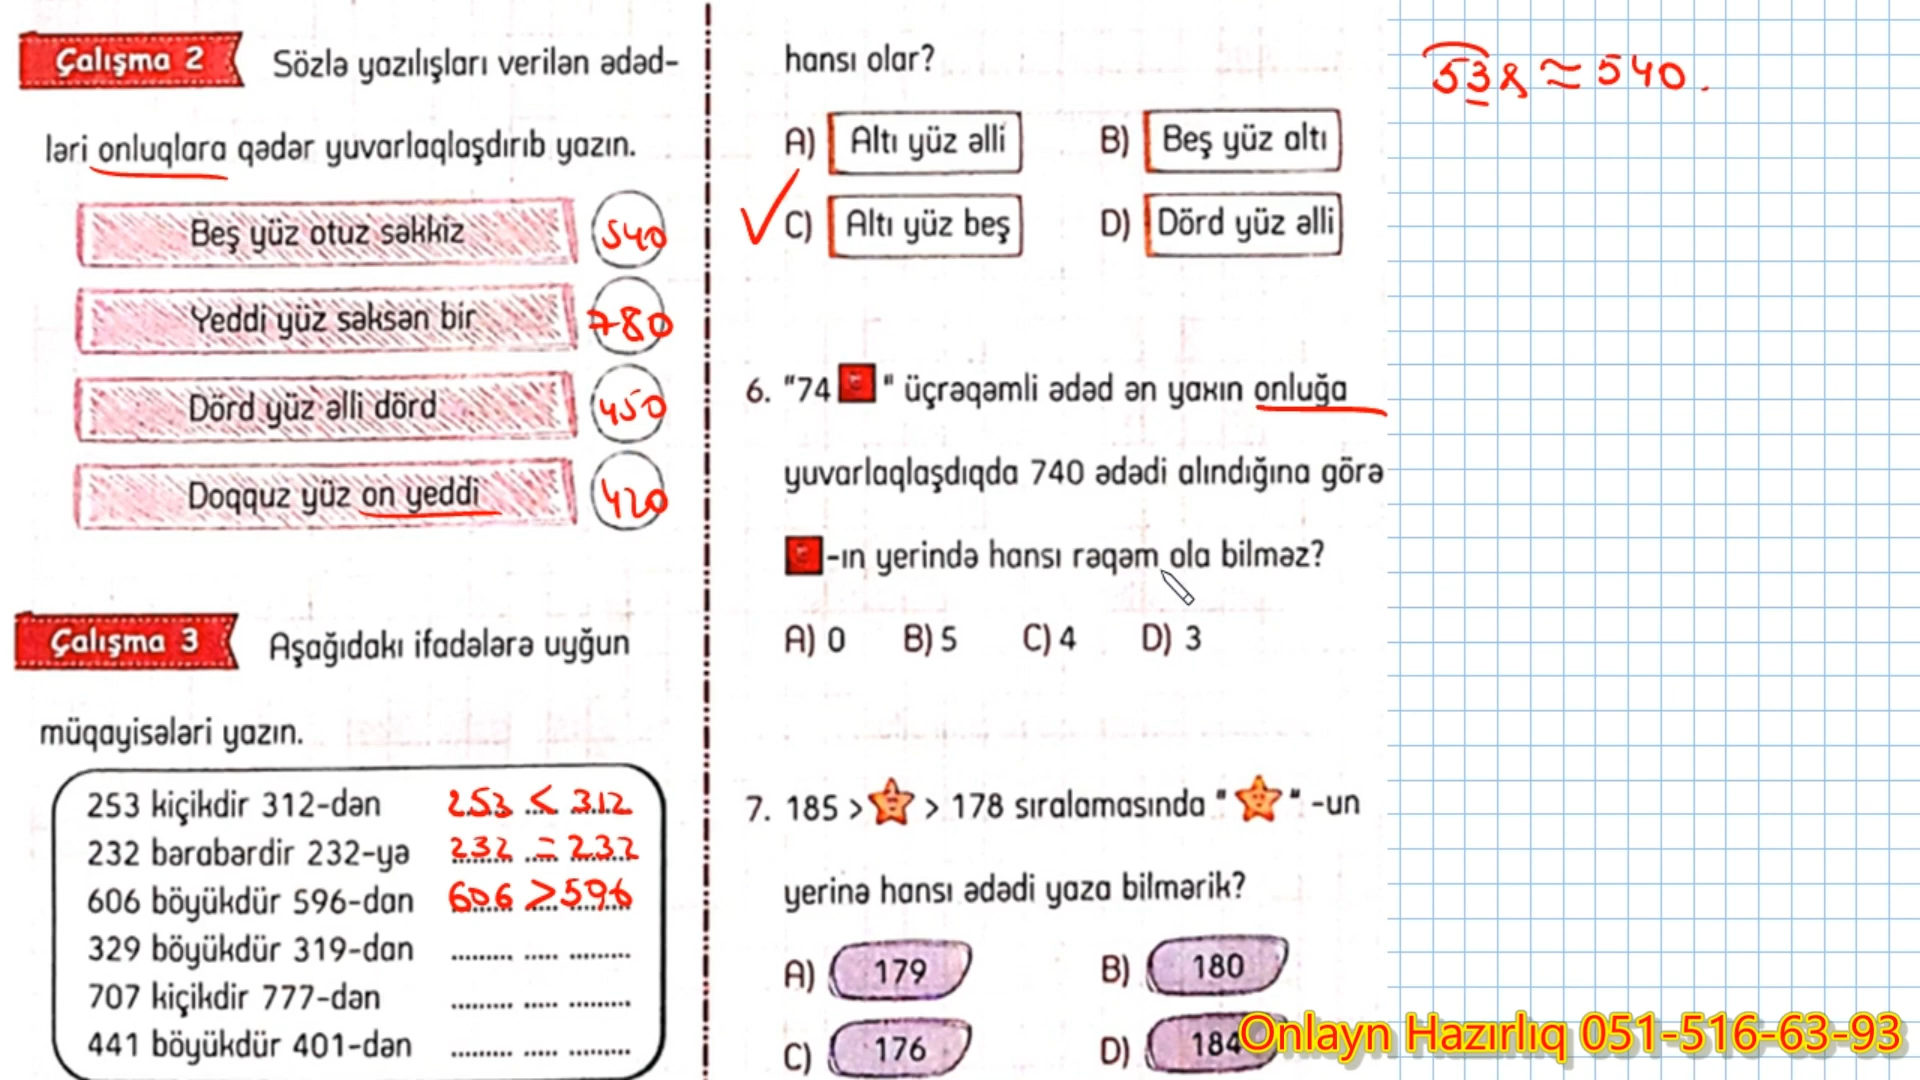 Çalışma 2 Sözlə yazılışları verilən ədəd-
ləri onluqlara qədər yuvarlaqlaşdırıb yazın.
Beş yüz otuz səkkiz 540
Yeddi yüz səksən bir 780
Dörd yüz əlli dörd 450
Doqquz yüz on yeddi 420
Çalışma 3 Aşağıdakı ifadələrə uyğun
müqayisələri yazın.
253 kiçikdir 312-dən 253 < 312
232 bərabərdir 232-yə 232 = 232
606 böyükdür 596-dan 606 > 596
329 böyükdür 319-dan ......... ..... .........
707 kiçikdir 777-dən ......... ..... .........
441 böyükdür 401-dən ......... ..... .........
hansı olar?
A) Altı yüz əlli B) Beş yüz altı
C) Altı yüz beş D) Dörd yüz əlli
6. "74 " üçrəqəmli ədəd ən yaxın onluğa
yuvarlaqlaşdıqda 740 ədədi alındığına görə
-ın yerində hansı rəqəm ola bilməz?
A) 0 B) 5 C) 4 D) 3
7. 185 > > 178 sıralamasında " " -un
yerinə hansı ədədi yaza bilmərik?
A) 179 B) 180
C) 176 D) 184
538 ≈ 540.
Onlayn Hazırlıq 051-516-63-93